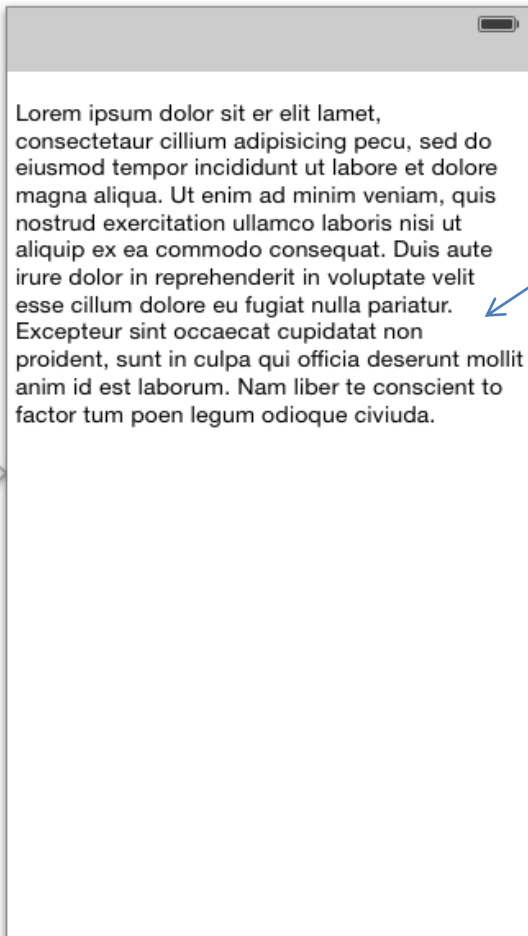 Lorem ipsum dolor sit er elit lamet,
consectetaur cillium adipisicing pecu, sed do
eiusmod tempor incididunt ut labore et dolore
magna aliqua. Ut enim ad minim veniam, quis
nostrud exercitation ullamco laboris nisi ut
aliquip ex ea commodo consequat. Duis aute
irure dolor in reprehenderit in voluptate velit
esse cillum dolore eu fugiat nulla pariatur.
Excepteur sint occaecat cupidatat non
proident, sunt in culpa qui officia deserunt mollit
anim id est laborum. Nam liber te conscient to
factor tum poen legum odioque civiuda.